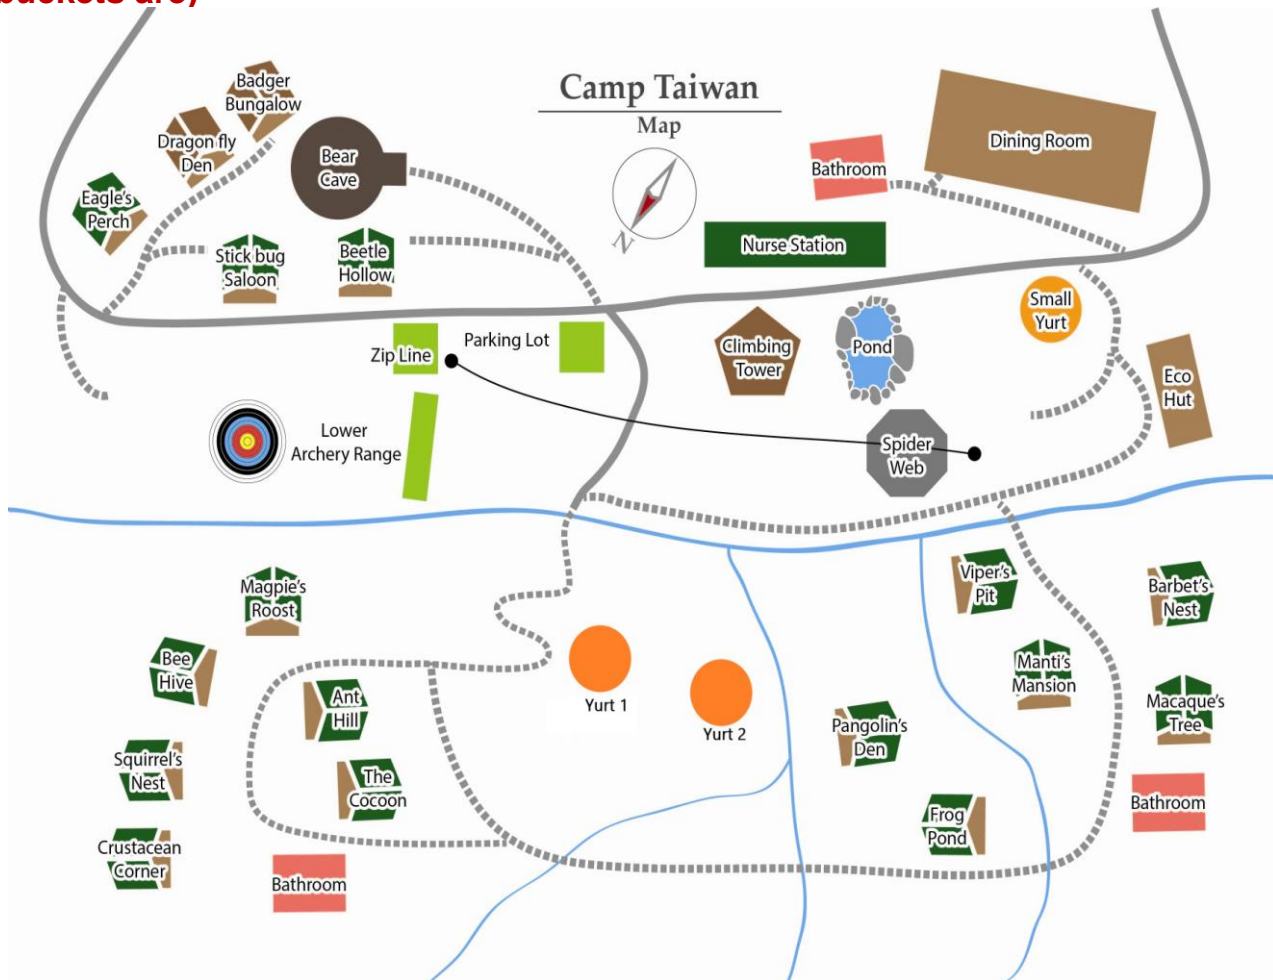 buckets are)
Camp Taiwan
Map
N
Badger
Bungalow
Dragon fly
Den
Eagle's
Perch
Bear
Cave
Stick bug
Saloon
Beetle
Hollow
Bathroom
Dining Room
Nurse Station
Small
Yurt
Zip Line
Parking Lot
Climbing
Tower
Pond
Eco
Hut
Lower
Archery Range
Spider
Web
Magpie's
Roost
Bee
Hive
Ant
Hill
Squirrel's
Nest
The
Cocoon
Crustacean
Corner
Bathroom
Yurt 1
Yurt 2
Viper's
Pit
Barbet's
Nest
Manti's
Mansion
Macaque's
Tree
Pangolin's
Den
Frog
Pond
Bathroom